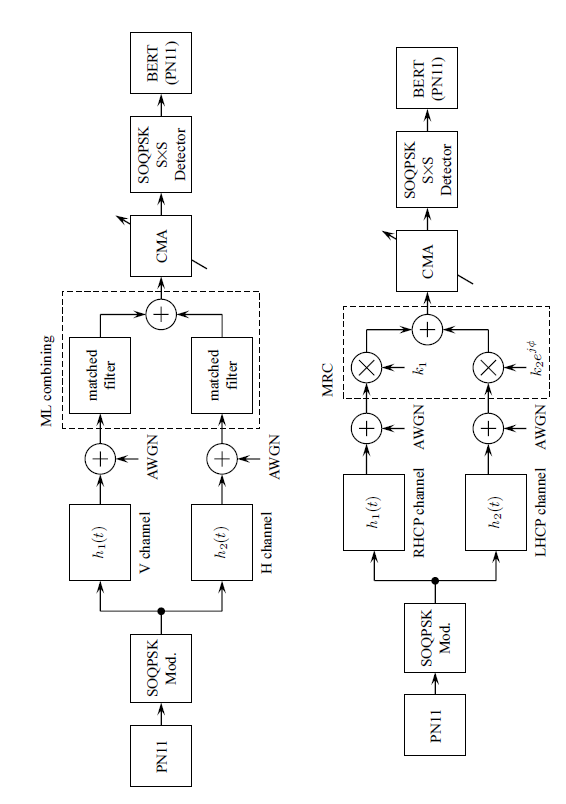 PN11
SOQPSK
Mod.
h₁(t)
V channel
h₂(t)
H channel
AWGN
AWGN
ML combining
matched
filter
matched
filter
CMA
SOQPSK
S×S
Detector
BERT
(PN11)
PN11
SOQPSK
Mod.
h₁(t)
RHCP channel
h₂(t)
LHCP channel
AWGN
AWGN
MRC
k₁
k₂e^{jϕ}
CMA
SOQPSK
S×S
Detector
BERT
(PN11)